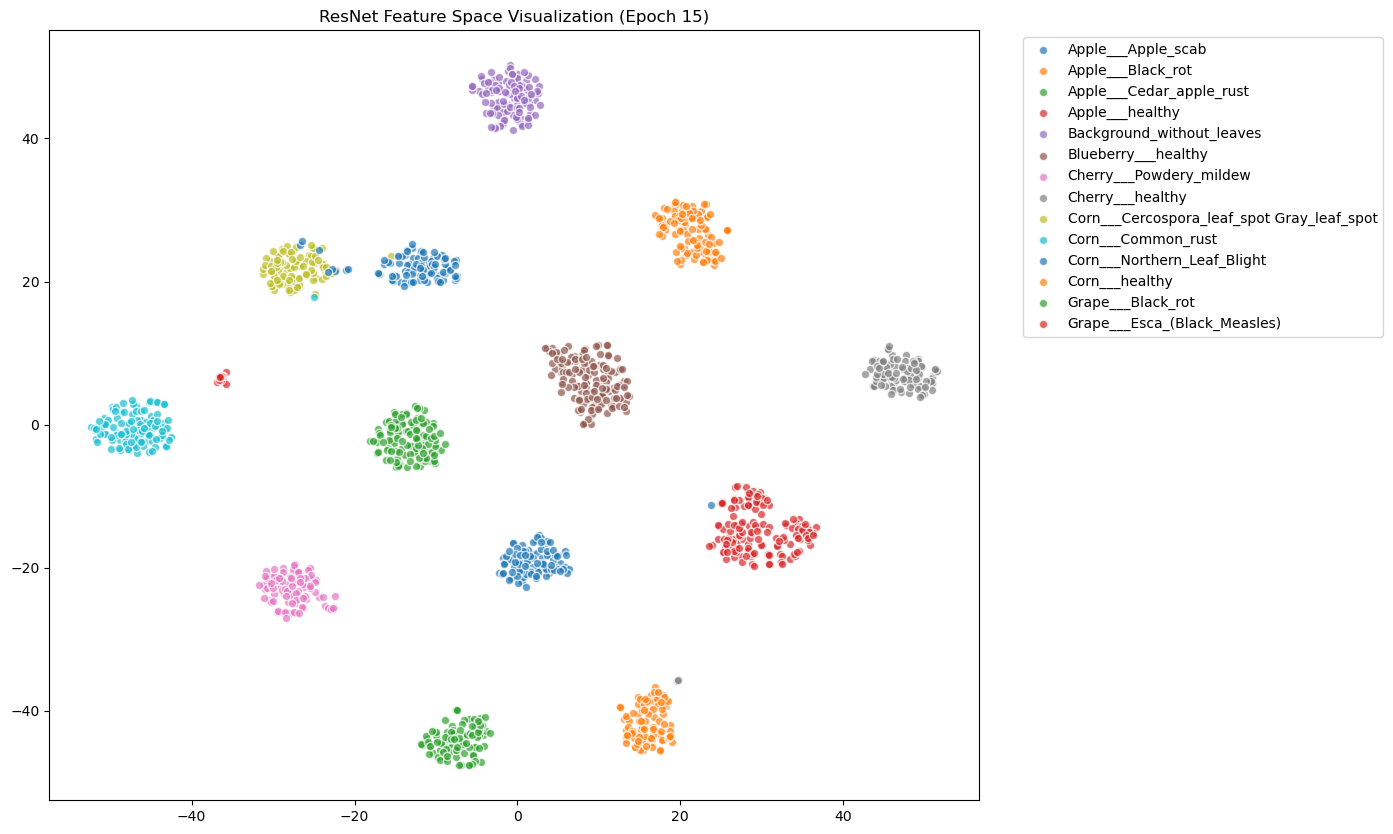 ResNet Feature Space Visualization (Epoch 15)
40
20
0
−20
−40
−40
−20
0
20
40
Apple___Apple_scab
Apple___Black_rot
Apple___Cedar_apple_rust
Apple___healthy
Background_without_leaves
Blueberry___healthy
Cherry___Powdery_mildew
Cherry___healthy
Corn___Cercospora_leaf_spot Gray_leaf_spot
Corn___Common_rust
Corn___Northern_Leaf_Blight
Corn___healthy
Grape___Black_rot
Grape___Esca_(Black_Measles)